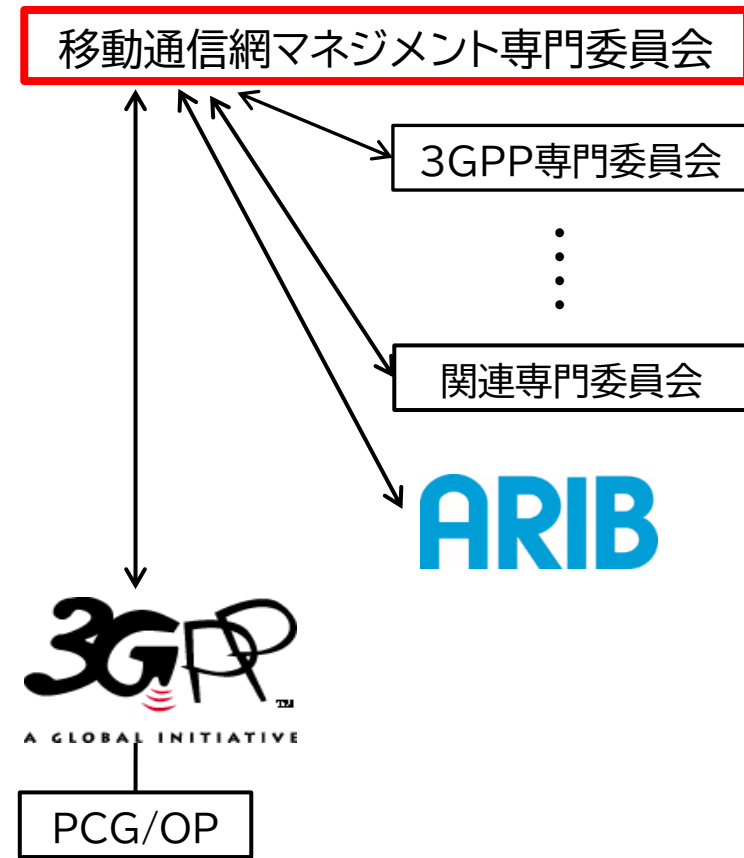 移動通信網マネジメント専門委員会
3GPP専門委員会
関連専門委員会
ARIB
3GPP
TM
A GLOBAL INITIATIVE
PCG/OP